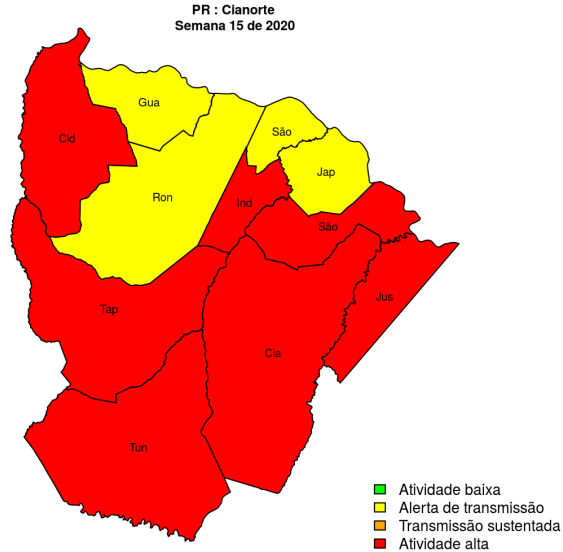 PR : Cianorte
Semana 15 de 2020
Gua
Cid
São
Jap
Ron
Ind
São
Jus
Tap
Cia
Tun
Atividade baixa
Alerta de transmissão
Transmissão sustentada
Atividade alta